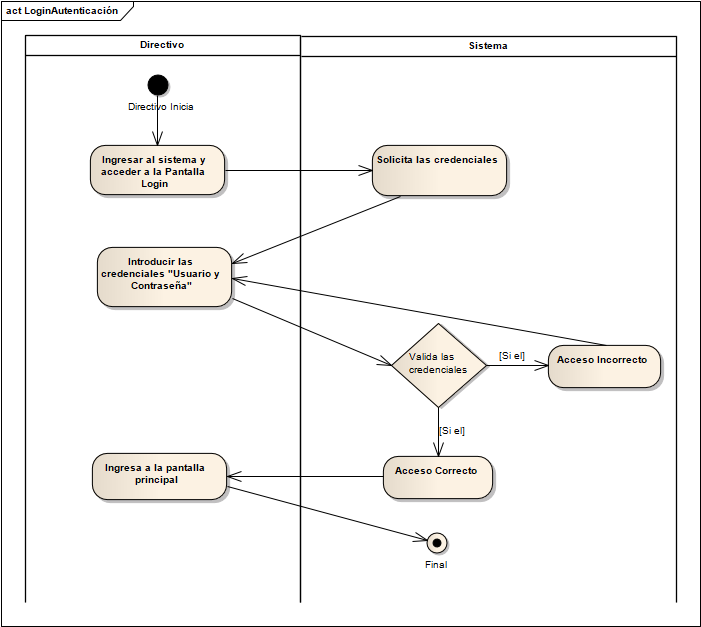 act LoginAutenticación
Directivo
Sistema
Directivo Inicia
Ingresar al sistema y
acceder a la Pantalla
Login
Solicita las credenciales
Introducir las
credenciales "Usuario y
Contraseña"
Valida las
credenciales
[Si el]
Acceso Incorrecto
[Si el]
Ingresa a la pantalla
principal
Acceso Correcto
Final